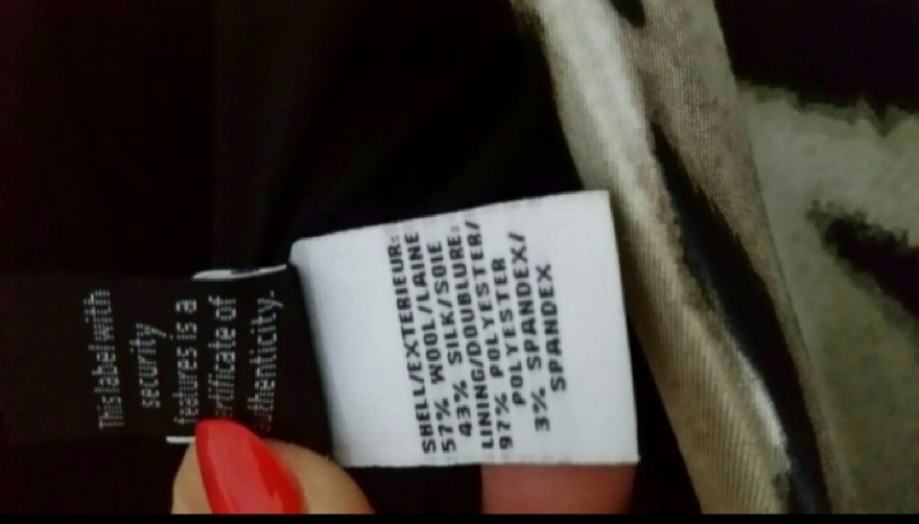 This label with
security
features is a
certificate of
authenticity.
SHELL/EXTERIEUR:
57% WOOL/LAINE
43% SILK/SOIE
LINING/DOUBLURE:
97% POLYESTER/
POLYESTER
3% SPANDEX/
SPANDEX